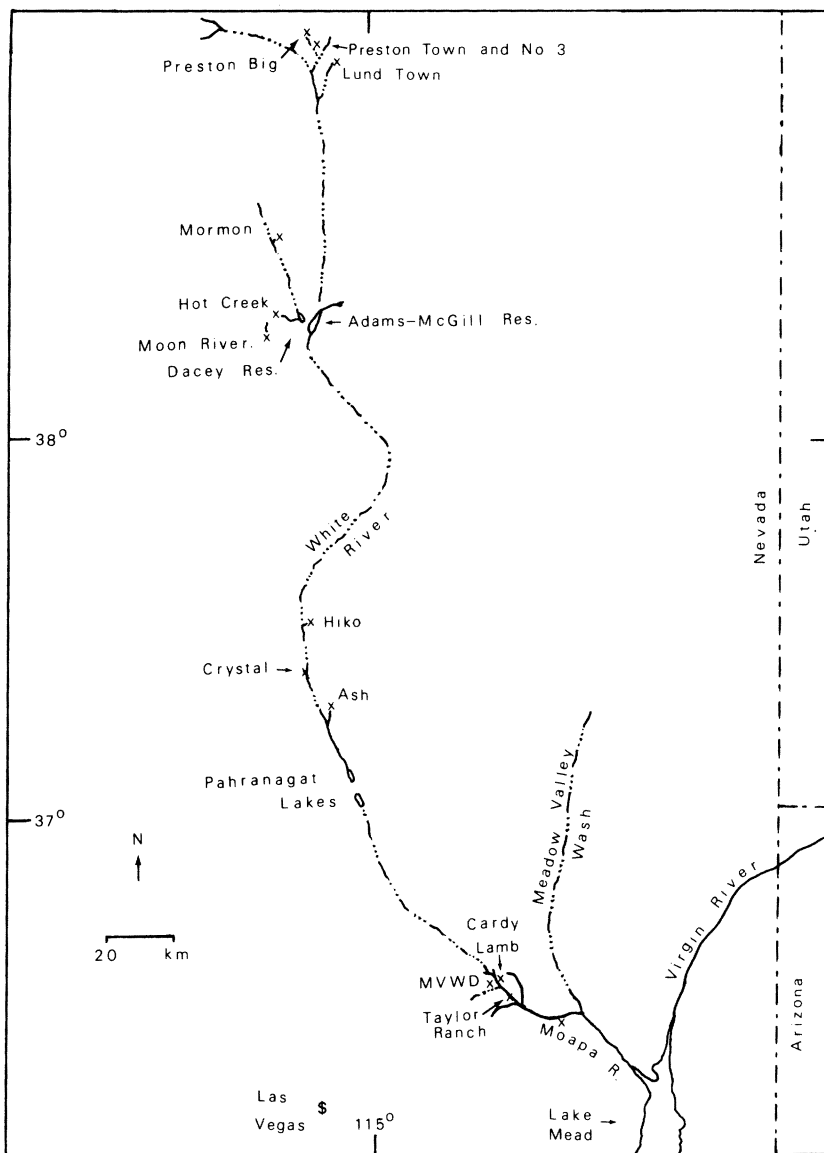 Preston Town and No 3
Preston Big
Lund Town
Mormon
Hot Creek
Adams-McGill Res.
Moon River.
Dacey Res.
38°
Nevada
Utah
White
River
Hiko
Crystal
Ash
Pahranagat
Lakes
37°
N
Meadow Valley
Wash
Virgin River
20 km
Cardy
Lamb
MVWD
Taylor
Ranch
Moapa R.
Arizona
Las
Vegas
$
115°
Lake
Mead